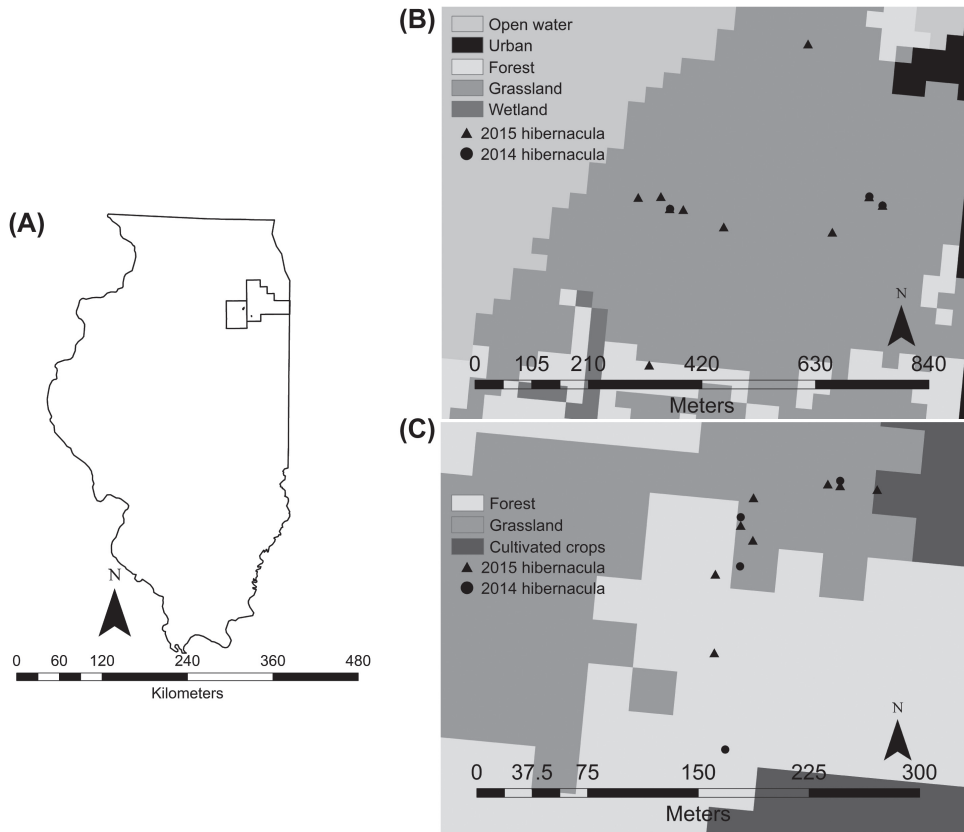 (A)
N
0 60 120 240 360 480
Kilometers
(B)
Open water
Urban
Forest
Grassland
Wetland
2015 hibernacula
2014 hibernacula
N
0 105 210 420 630 840
Meters
(C)
Forest
Grassland
Cultivated crops
2015 hibernacula
2014 hibernacula
N
0 37.5 75 150 225 300
Meters